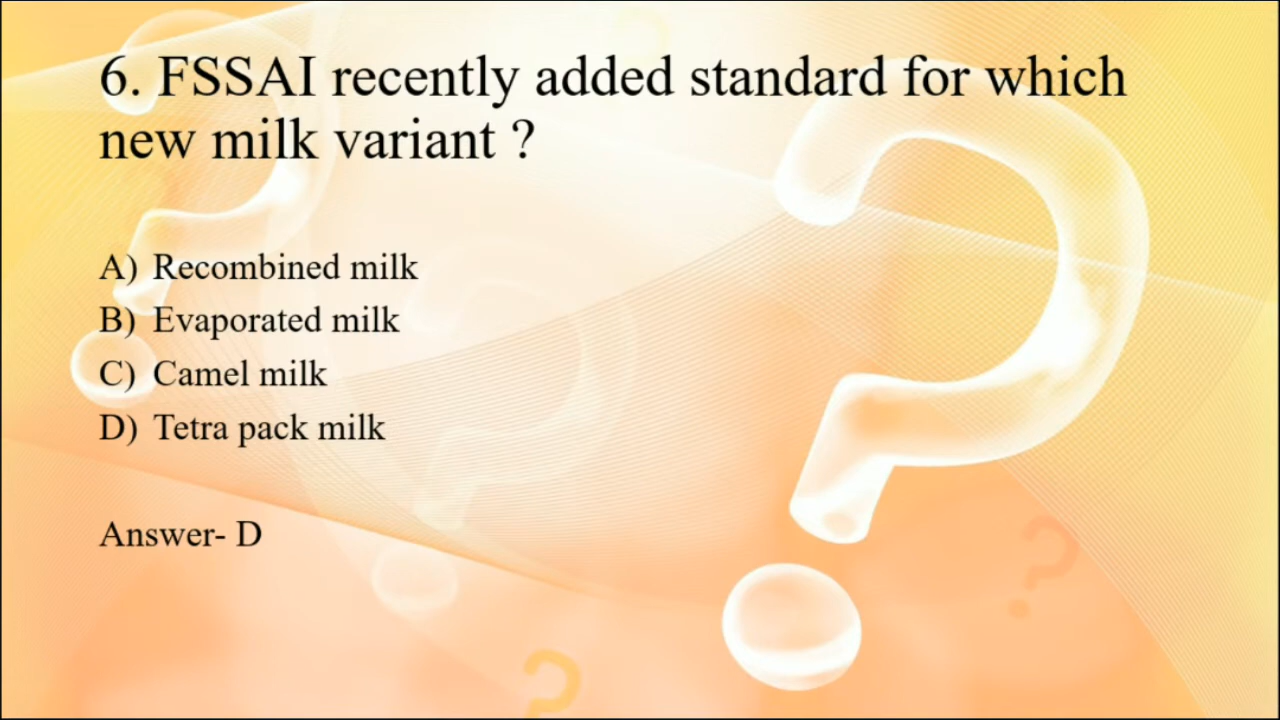 6. FSSAI recently added standard for which
new milk variant ?
A) Recombined milk
B) Evaporated milk
C) Camel milk
D) Tetra pack milk
Answer- D